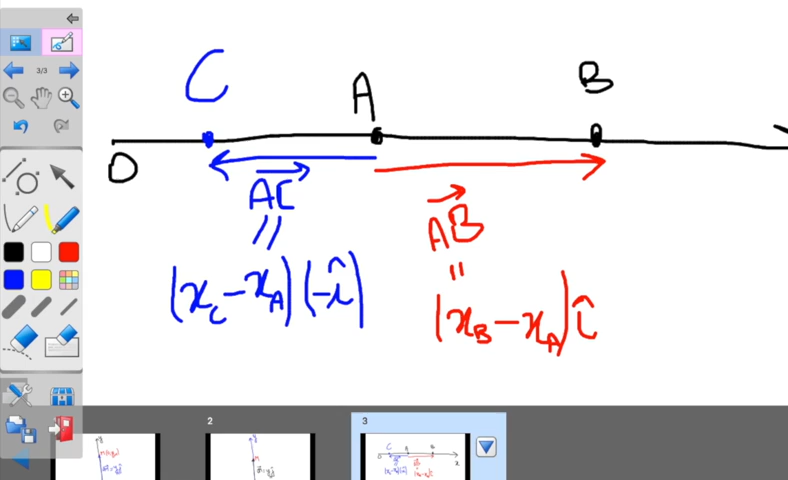 3/3
C
A
B
O
→AC
=
|x_C − x_A|(−î)
→AB
=
|x_B − x_A| î
2
3